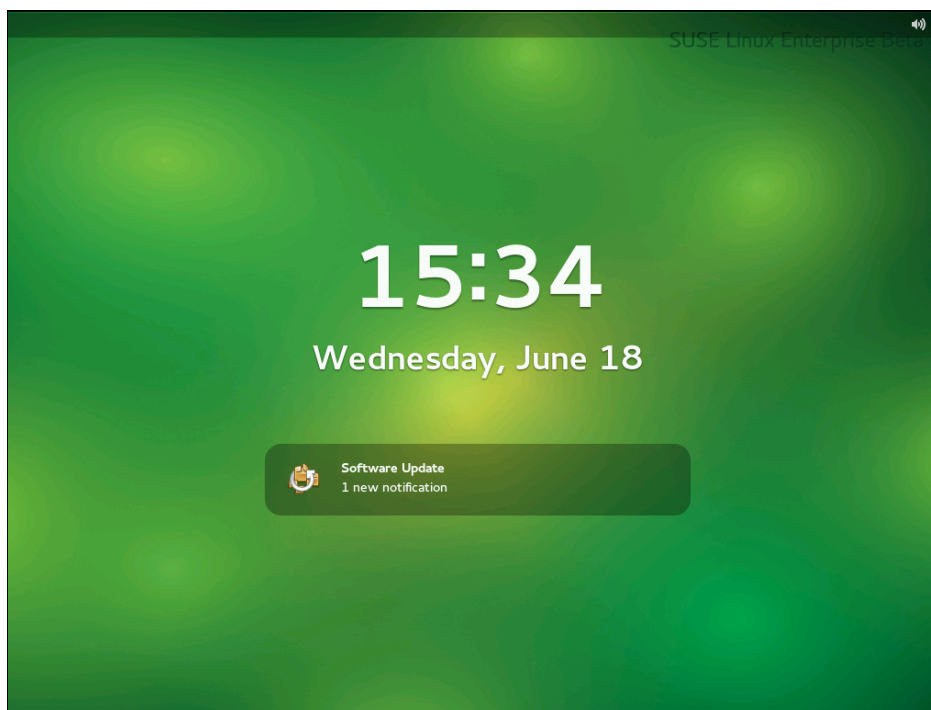 SUSE Linux Enterprise Beta
15:34
Wednesday, June 18
Software Update
1 new notification